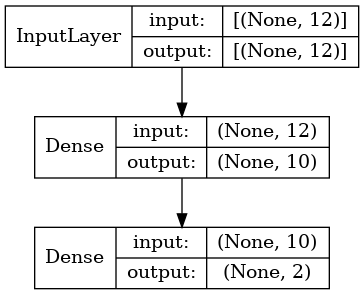 InputLayer
input:
[(None, 12)]
output:
[(None, 12)]
Dense
input:
(None, 12)
output:
(None, 10)
Dense
input:
(None, 10)
output:
(None, 2)